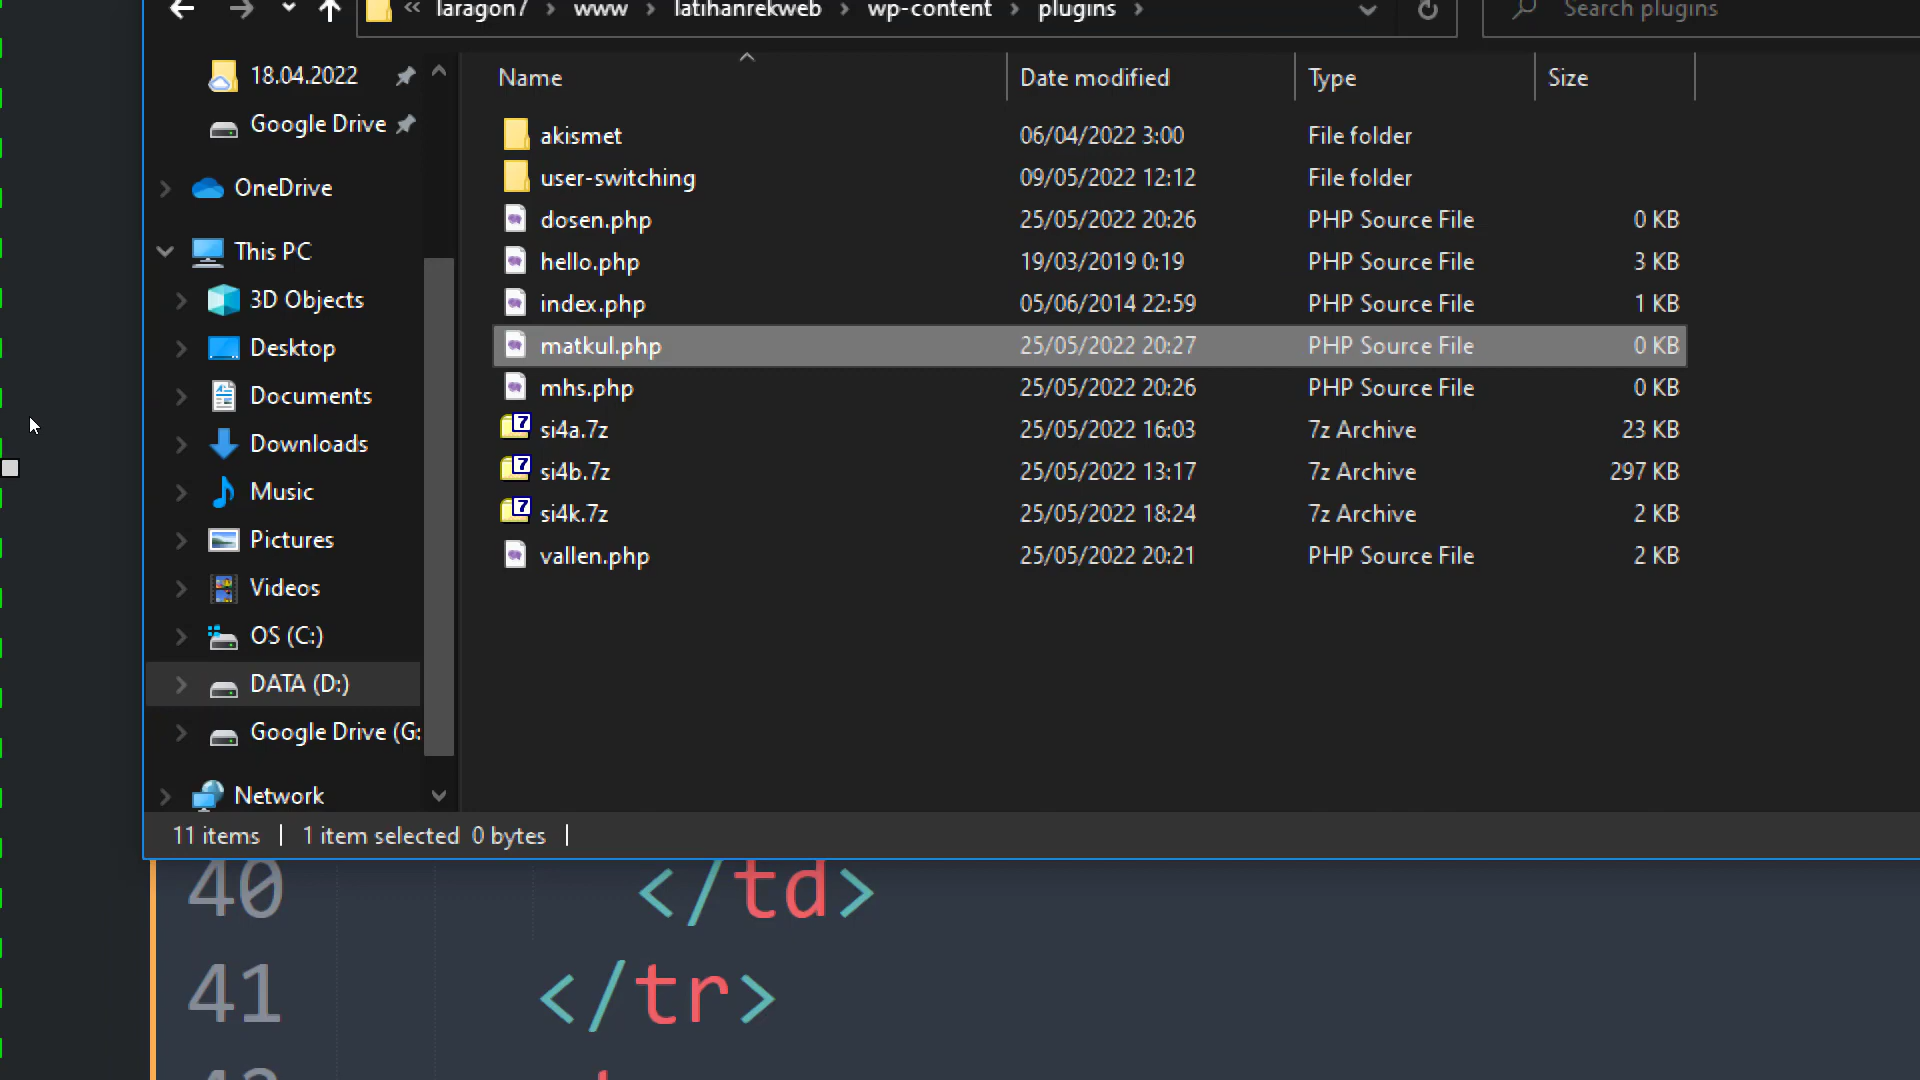 « laragon7 > www > latihanrekweb > wp-content > plugins >
Search plugins
18.04.2022
Google Drive
OneDrive
This PC
3D Objects
Desktop
Documents
Downloads
Music
Pictures
Videos
OS (C:)
DATA (D:)
Google Drive (G:
Network
Name Date modified Type Size
akismet 06/04/2022 3:00 File folder
user-switching 09/05/2022 12:12 File folder
dosen.php 25/05/2022 20:26 PHP Source File 0 KB
hello.php 19/03/2019 0:19 PHP Source File 3 KB
index.php 05/06/2014 22:59 PHP Source File 1 KB
matkul.php 25/05/2022 20:27 PHP Source File 0 KB
mhs.php 25/05/2022 20:26 PHP Source File 0 KB
si4a.7z 25/05/2022 16:03 7z Archive 23 KB
si4b.7z 25/05/2022 13:17 7z Archive 297 KB
si4k.7z 25/05/2022 18:24 7z Archive 2 KB
vallen.php 25/05/2022 20:21 PHP Source File 2 KB
11 items | 1 item selected 0 bytes |
40 </td>
41 </tr>